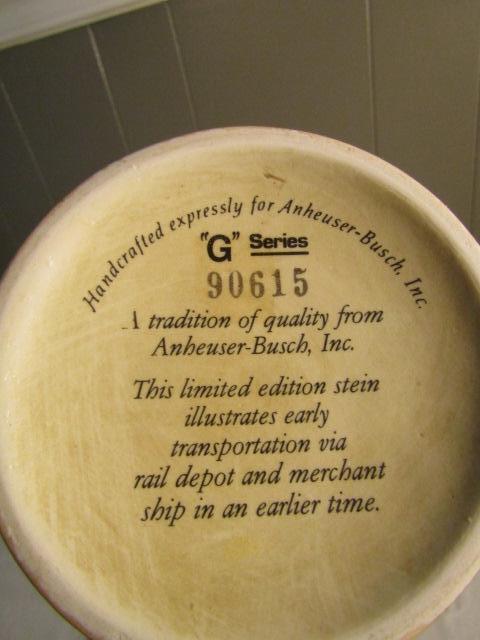 Handcrafted expressly for Anheuser-Busch, Inc.
"G" Series
90615
A tradition of quality from
Anheuser-Busch, Inc.
This limited edition stein
illustrates early
transportation via
rail depot and merchant
ship in an earlier time.